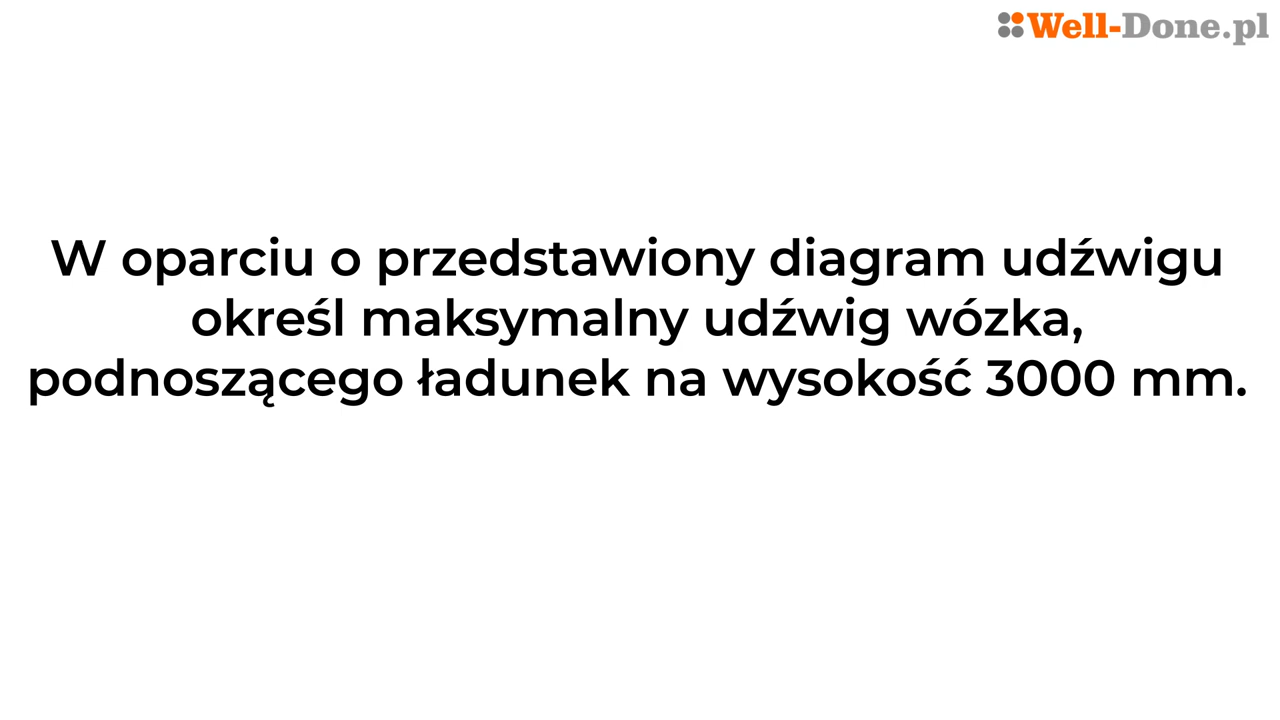 Well-Done.pl
W oparciu o przedstawiony diagram udźwigu
określ maksymalny udźwig wózka,
podnoszącego ładunek na wysokość 3000 mm.